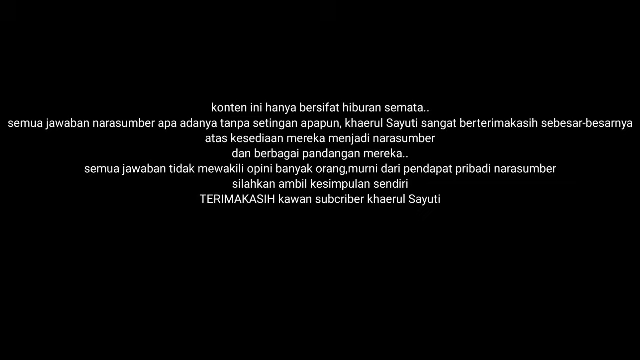 konten ini hanya bersifat hiburan semata..
semua jawaban narasumber apa adanya tanpa setingan apapun, khaerul Sayuti sangat berterimakasih sebesar-besarnya
atas kesediaan mereka menjadi narasumber
dan berbagai pandangan mereka..
semua jawaban tidak mewakili opini banyak orang,murni dari pendapat pribadi narasumber
silahkan ambil kesimpulan sendiri
TERIMAKASIH kawan subcriber khaerul Sayuti